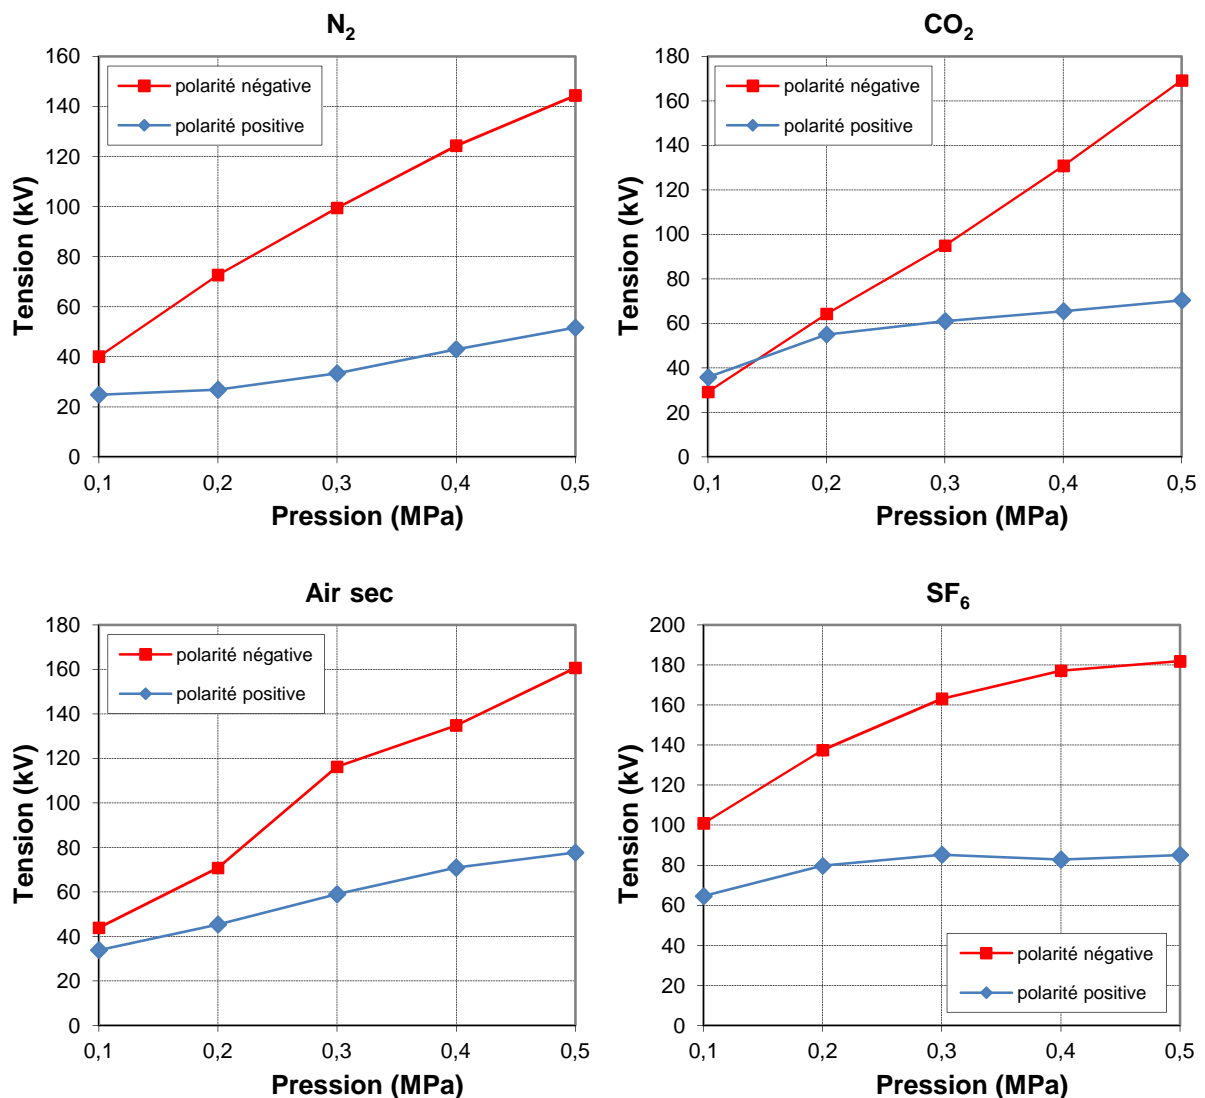 N₂
160
140
120
100
80
60
40
20
0
Tension (kV)
polarité négative
polarité positive
0,1 0,2 0,3 0,4 0,5
Pression (MPa)
CO₂
180
160
140
120
100
80
60
40
20
0
Tension (kV)
polarité négative
polarité positive
0,1 0,2 0,3 0,4 0,5
Pression (MPa)
Air sec
180
160
140
120
100
80
60
40
20
0
Tension (kV)
polarité négative
polarité positive
0,1 0,2 0,3 0,4 0,5
Pression (MPa)
SF₆
200
180
160
140
120
100
80
60
40
20
0
Tension (kV)
polarité négative
polarité positive
0,1 0,2 0,3 0,4 0,5
Pression (MPa)